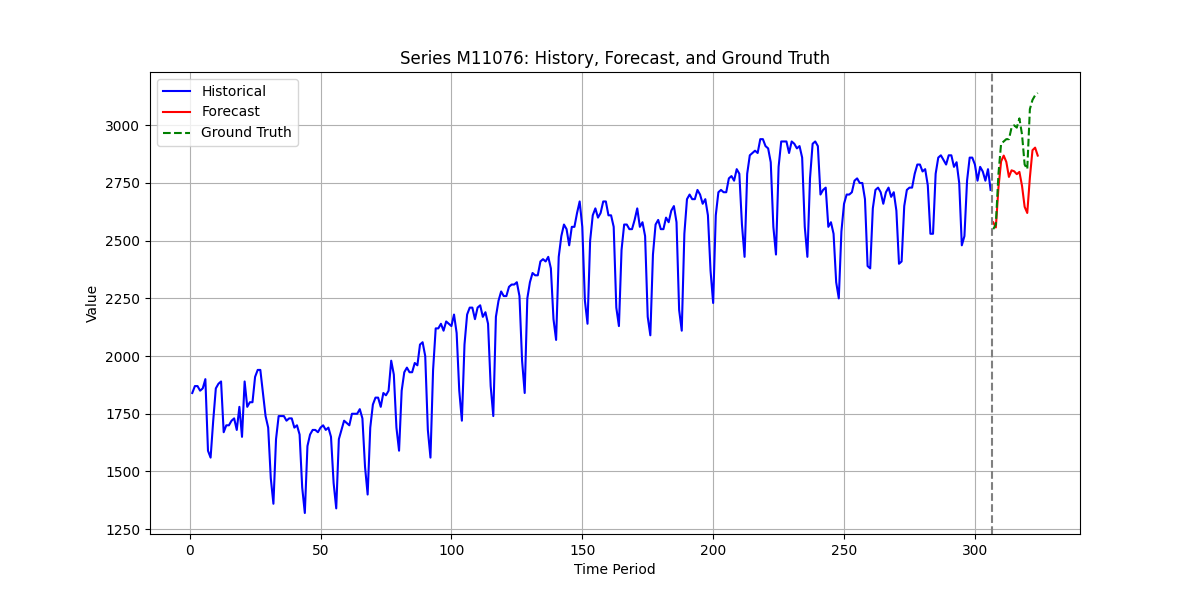 Series M11076: History, Forecast, and Ground Truth
Historical
Forecast
Ground Truth
Value
3000
2750
2500
2250
2000
1750
1500
1250
0 50 100 150 200 250 300
Time Period